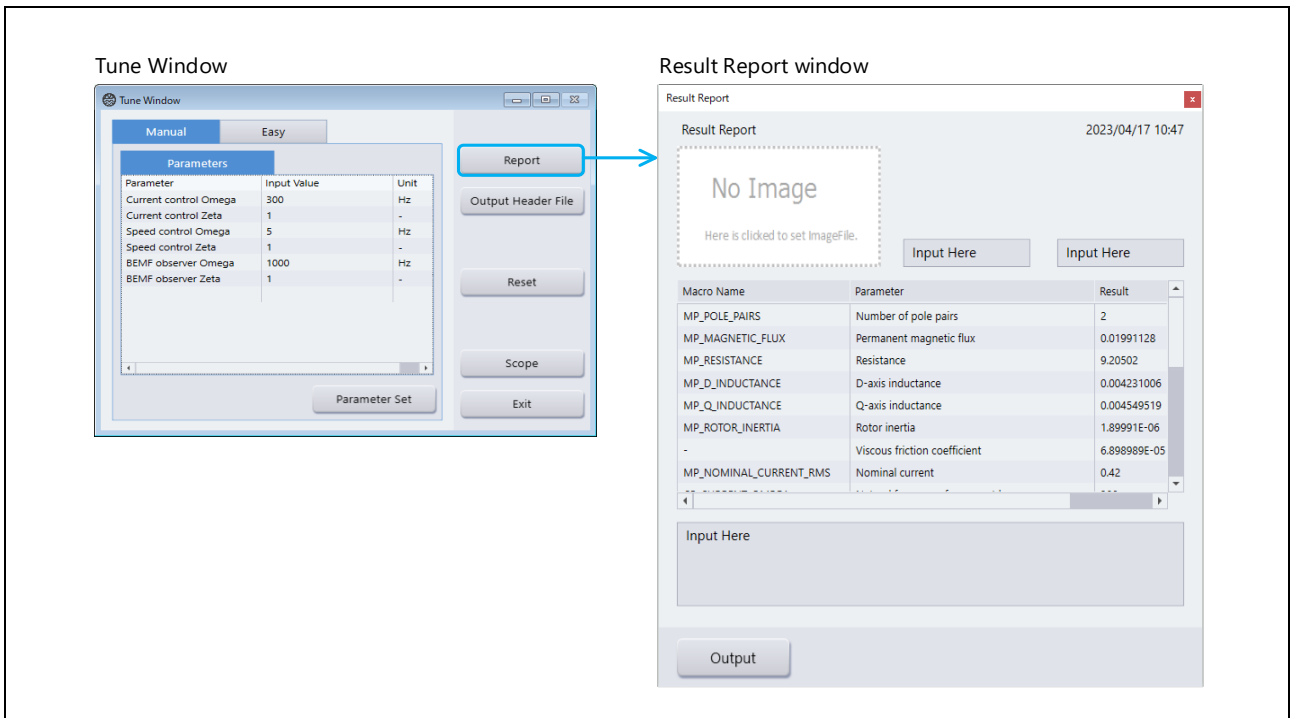 Tune Window
Tune Window
Manual Easy
Parameters
Parameter Input Value Unit
Current control Omega 300 Hz
Current control Zeta 1 -
Speed control Omega 5 Hz
Speed control Zeta 1 -
BEMF observer Omega 1000 Hz
BEMF observer Zeta 1 -
Parameter Set
Report
Output Header File
Reset
Scope
Exit
Result Report window
Result Report
Result Report 2023/04/17 10:47
No Image
Here is clicked to set ImageFile.
Input Here Input Here
Macro Name Parameter Result
MP_POLE_PAIRS Number of pole pairs 2
MP_MAGNETIC_FLUX Permanent magnetic flux 0.01991128
MP_RESISTANCE Resistance 9.20502
MP_D_INDUCTANCE D-axis inductance 0.004231006
MP_Q_INDUCTANCE Q-axis inductance 0.004549519
MP_ROTOR_INERTIA Rotor inertia 1.89991E-06
- Viscous friction coefficient 6.898989E-05
MP_NOMINAL_CURRENT_RMS Nominal current 0.42
Input Here
Output